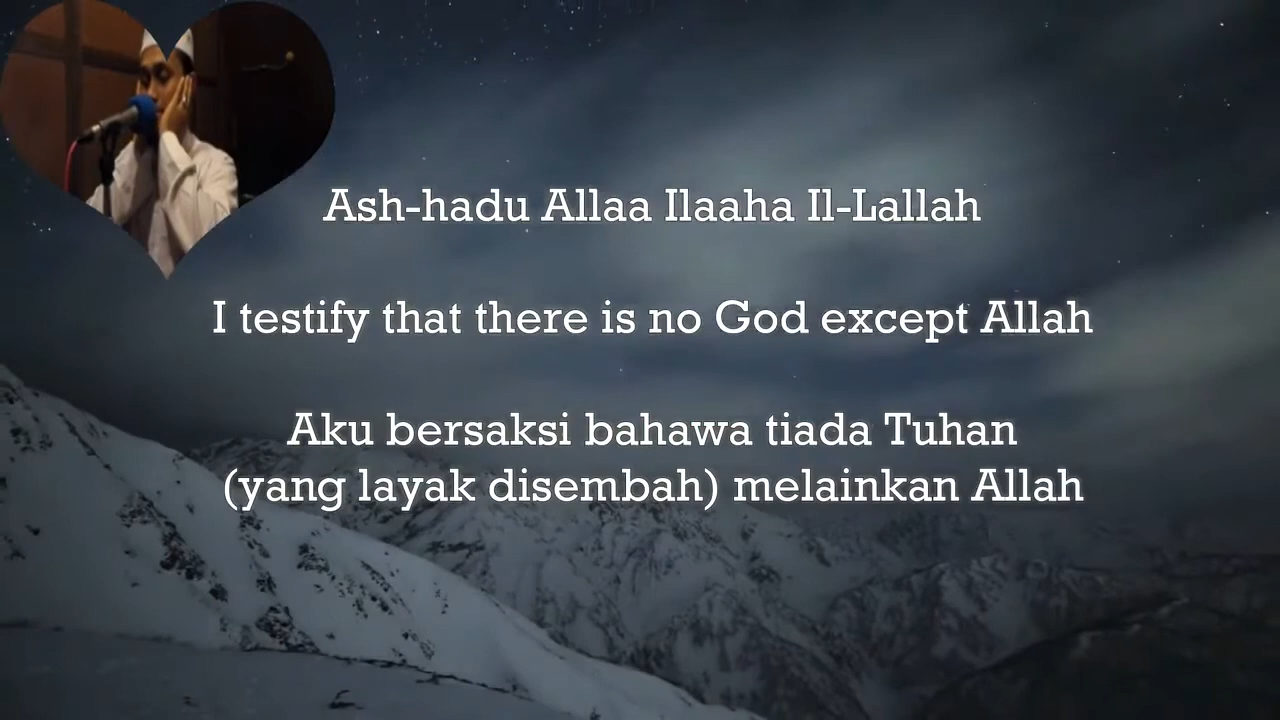 Ash-hadu Allaa Ilaaha Il-Lallah
I testify that there is no God except Allah
Aku bersaksi bahawa tiada Tuhan
(yang layak disembah) melainkan Allah